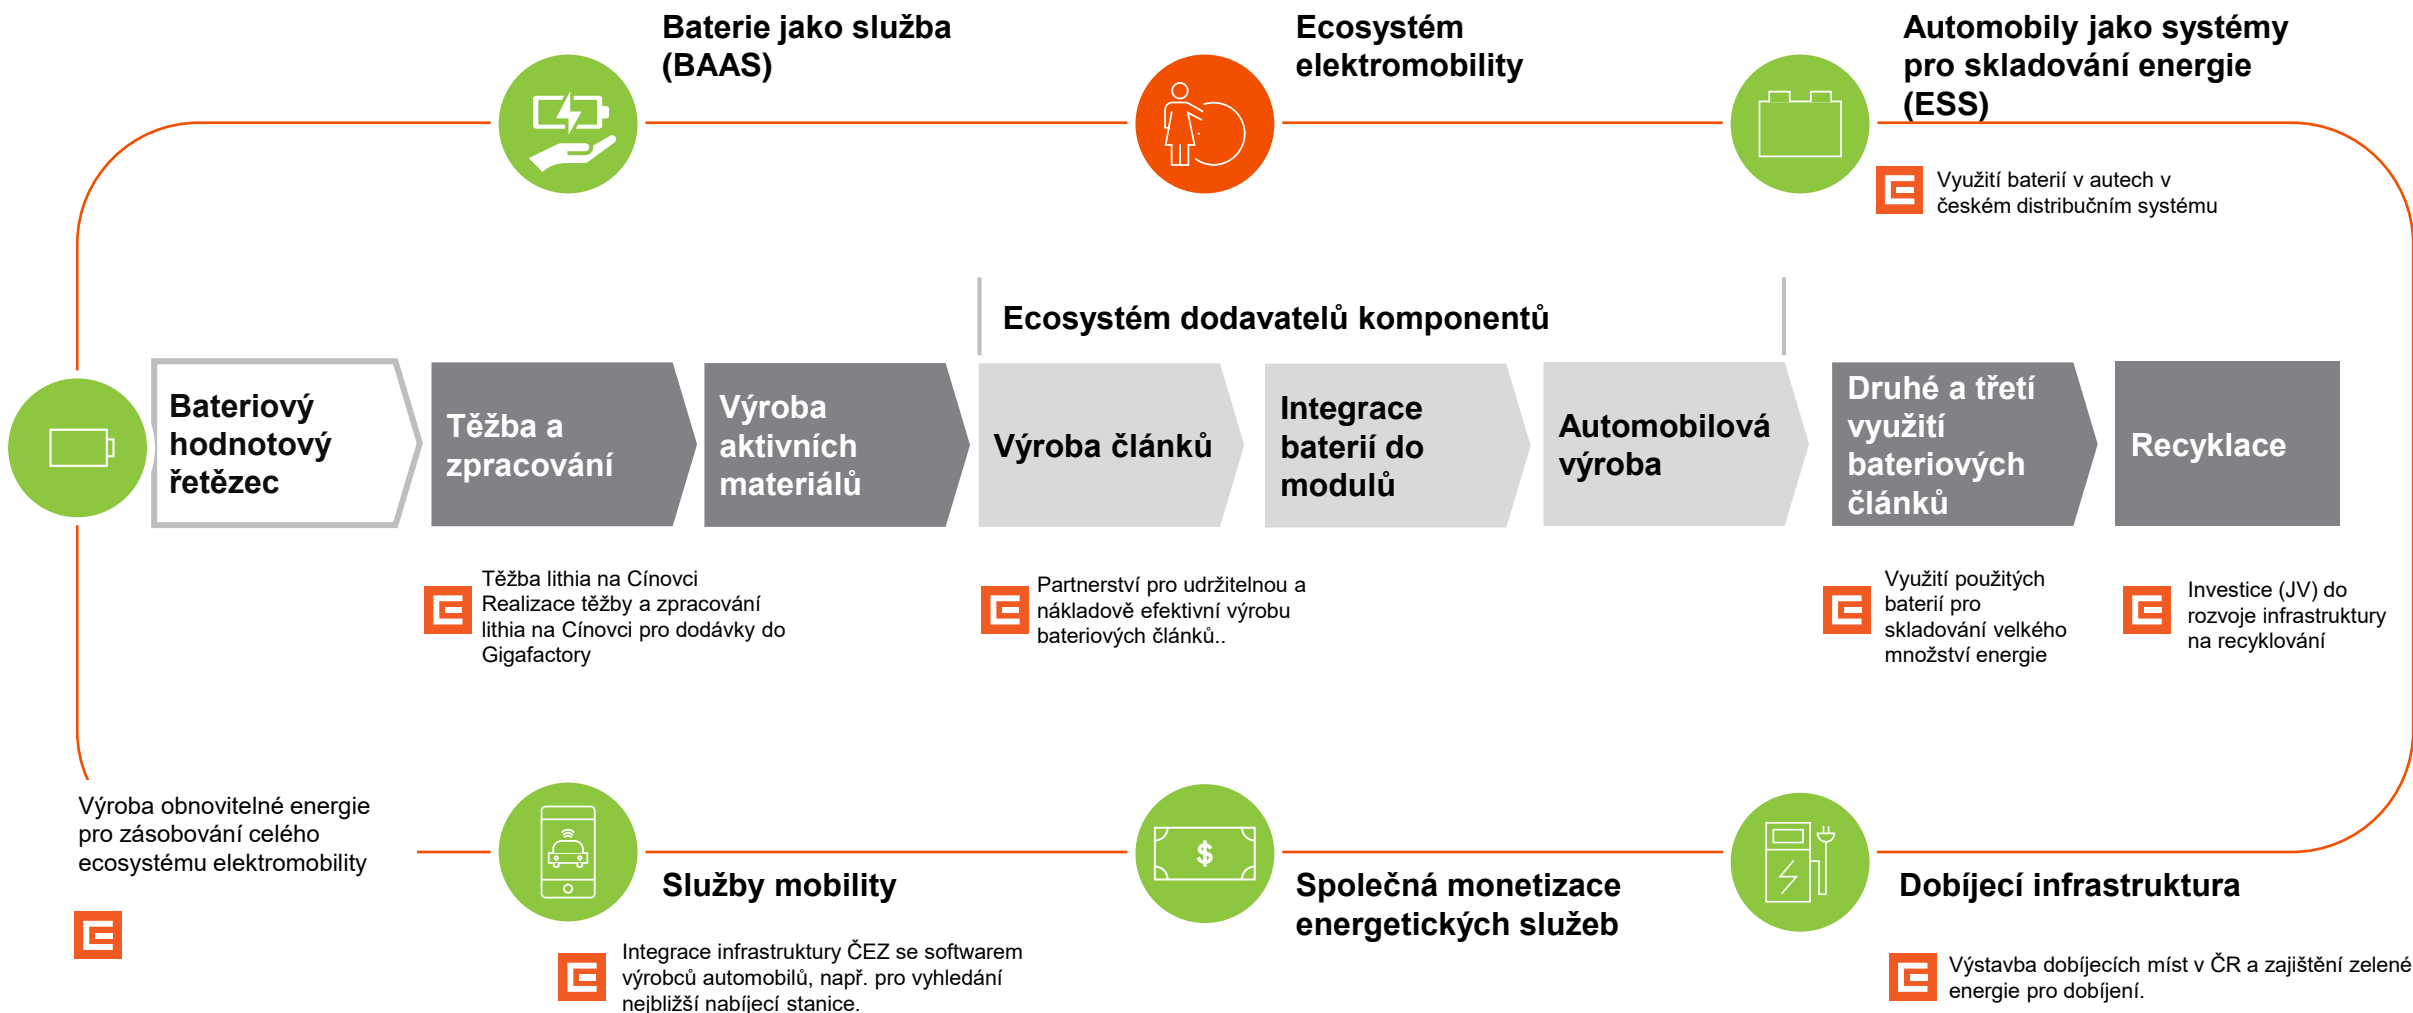 Baterie jako služba
(BAAS)
Ecosystém
elektromobility
Automobily jako systémy
pro skladování energie
(ESS)
Využití baterií v autech v
českém distribučním systému
Ecosystém dodavatelů komponentů
Bateriový
hodnotový
řetězec
Těžba a
zpracování
Výroba
aktivních
materiálů
Výroba článků
Integrace
baterií do
modulů
Automobilová
výroba
Druhé a třetí
využití
bateriových
článků
Recyklace
Těžba lithia na Cínovci
Realizace těžby a zpracování
lithia na Cínovci pro dodávky do
Gigafactory
Partnerství pro udržitelnou a
nákladově efektivní výrobu
bateriových článků..
Využití použitých
baterií pro
skladování velkého
množství energie
Investice (JV) do
rozvoje infrastruktury
na recyklování
Výroba obnovitelné energie
pro zásobování celého
ecosystému elektromobility
$
Služby mobility
Integrace infrastruktury ČEZ se softwarem
výrobců automobilů, např. pro vyhledání
nejbližší nabíjecí stanice.
Společná monetizace
energetických služeb
Dobíjecí infrastruktura
Výstavba dobíjecích míst v ČR a zajištění zelené
energie pro dobíjení.